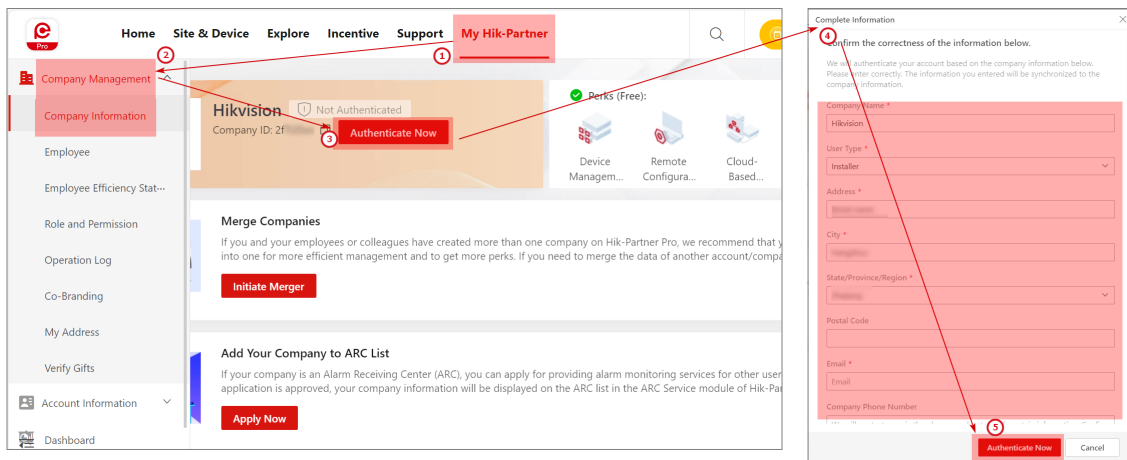 Pro
Home Site & Device Explore Incentive Support My Hik-Partner
1
2
Company Management
Company Information
Employee
Employee Efficiency Stat···
Role and Permission
Operation Log
Co-Branding
My Address
Verify Gifts
Account Information
Dashboard
Hikvision Not Authenticated
Company ID: 2f
3
Authenticate Now
Perks (Free):
Device
Managem...
Remote
Configura...
Cloud-
Based...
Merge Companies
If you and your employees or colleagues have created more than one company on Hik-Partner Pro, we recommend that
into one for more efficient management and to get more perks. If you need to merge the data of another account/compa
Initiate Merger
Add Your Company to ARC List
If your company is an Alarm Receiving Center (ARC), you can apply for providing alarm monitoring services for other user
application is approved, your company information will be displayed on the ARC list in the ARC Service module of Hik-Par
Apply Now
Complete Information
4
Confirm the correctness of the information below.
We will authenticate your account based on the company information below.
Please enter correctly. The information you entered will be synchronized to the
company information.
Company Name *
Hikvision
User Type *
Installer
Address *
City *
State/Province/Region *
Postal Code
Email *
Email
Company Phone Number
5
Authenticate Now
Cancel